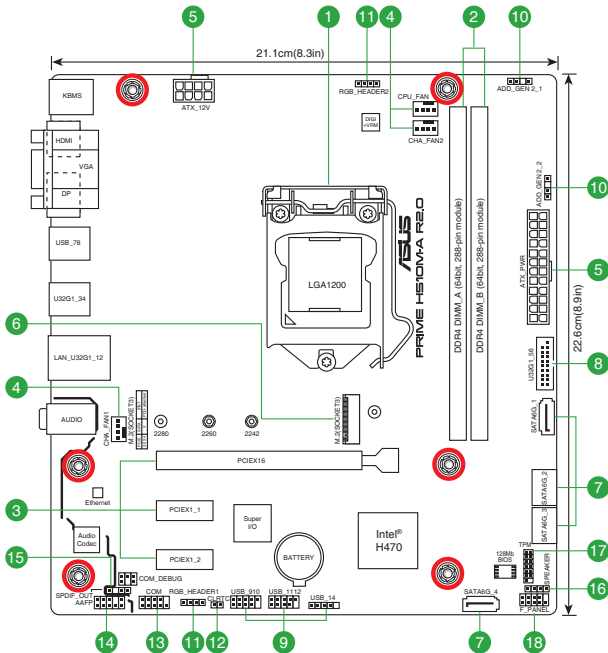 5
1
11
4
2
10
21.1cm(8.3in)
KBMS
ATX_12V
RGB_HEADER2
CPU_FAN
ADD_GEN 2_1
DIGI
+VRM
CHA_FAN2
HDMI
VGA
DP
ADD_GEN 2_2
10
USB_78
ASUS
PRIME H510M-A R2.0
DDR4 DIMM_A (64bit, 288-pin module)
DDR4 DIMM_B (64bit, 288-pin module)
ATX_PWR
5
22.6cm(8.9in)
LGA1200
U32G1_34
6
LAN_U32G1_12
U32G1_56
8
4
CHA_FAN1
M.2(SOCKET3)
AUDIO
2280
2260
2242
M.2(SOCKET3)
SATA6G_1
PCIEX16
Ethernet
SATA6G_2
7
3
PCIEX1_1
Super
I/O
Intel®
H470
SATA6G_3
Audio
Codec
PCIEX1_2
BATTERY
128Mb
BIOS
TPM
17
15
COM_DEBUG
SPEAKER
16
SPDIF_OUT
AAFP
COM
RGB_HEADER1
CLRTC
USB_910
USB_1112
USB_14
SATA6G_4
F_PANEL
14
13
11
12
9
7
18